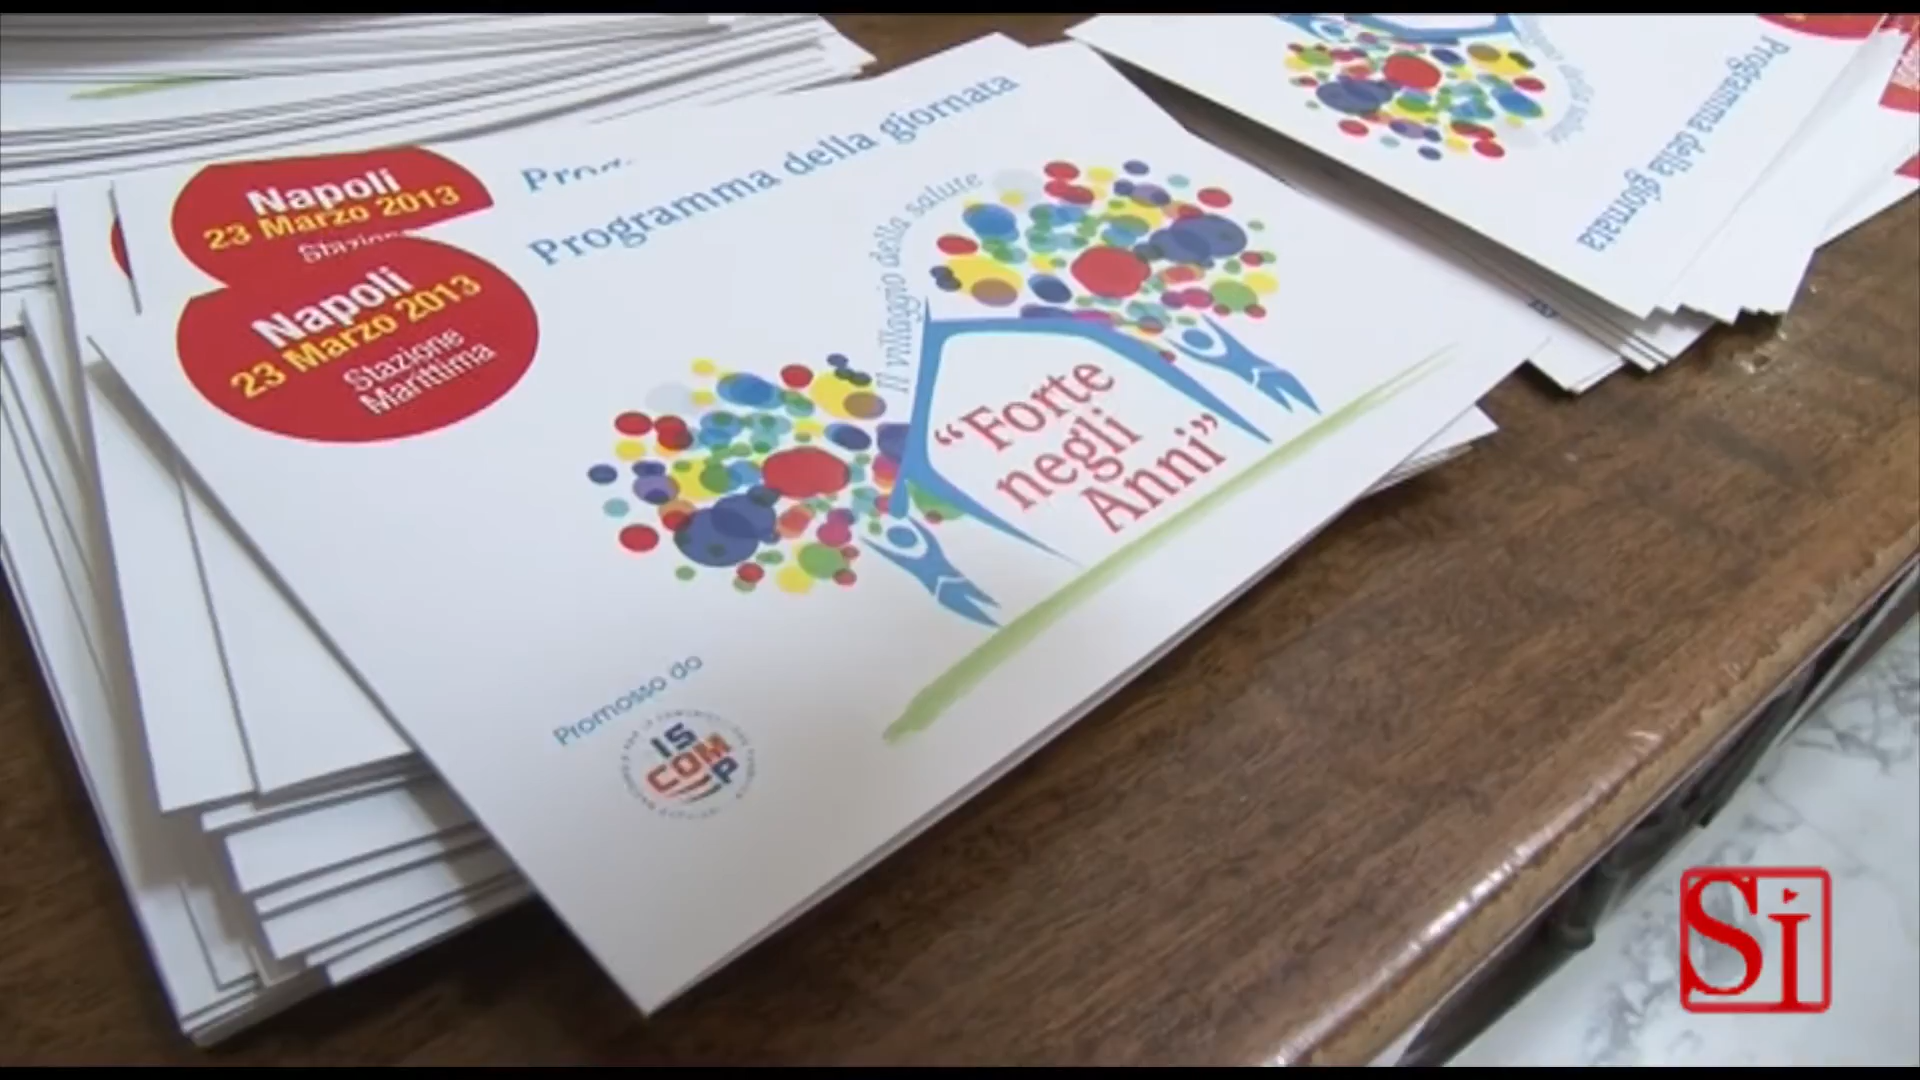 Napoli
23 Marzo 2013
Napoli
23 Marzo 2013
Stazione
Marittima
Programma della giornata
Il villaggio della salute
“Forte
negli
Anni”
Promosso da
IS
COM
P
Programma della giornata
Si